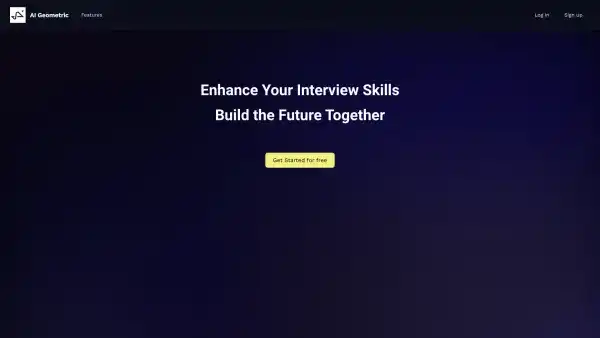 AI Geometric
Features
Log in
Sign up
Enhance Your Interview Skills
Build the Future Together
Get Started for free